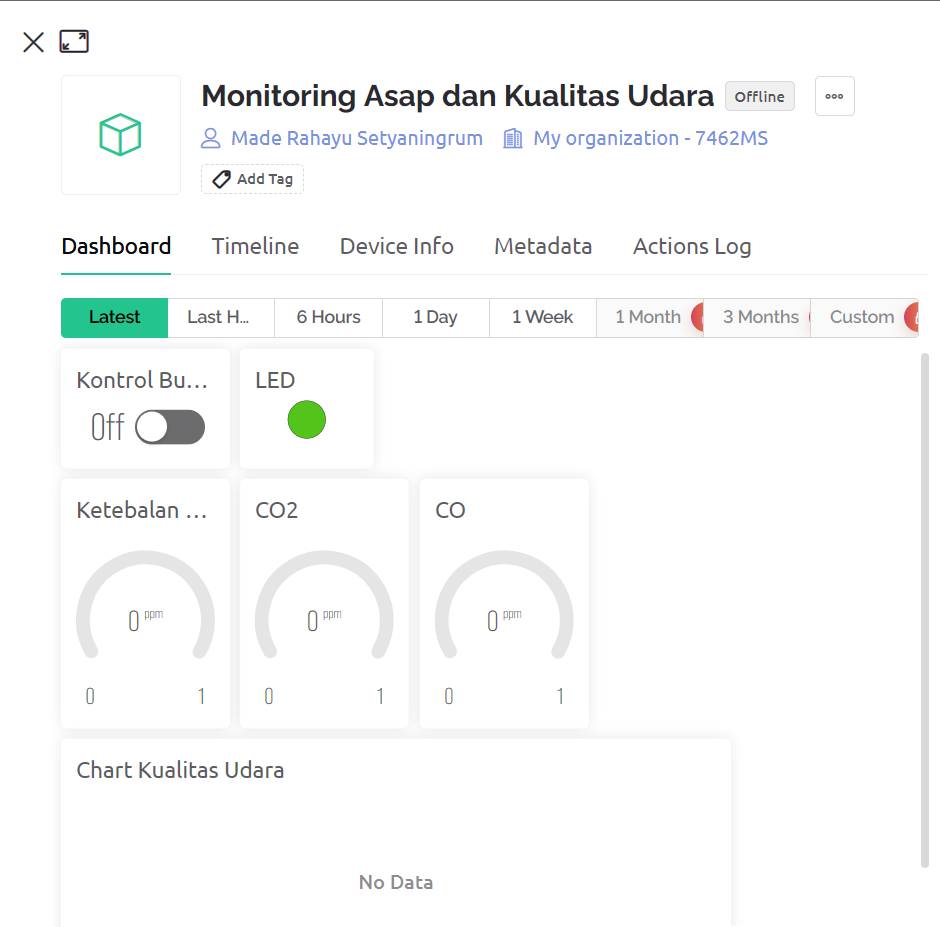 Monitoring Asap dan Kualitas Udara Offline
Made Rahayu Setyaningrum My organization - 7462MS
Add Tag
Dashboard Timeline Device Info Metadata Actions Log
Latest Last H... 6 Hours 1 Day 1 Week 1 Month 3 Months Custom
Kontrol Bu... LED
Off
Ketebalan ... CO2 CO
0 ppm 0 ppm 0 ppm
0 1 0 1 0 1
Chart Kualitas Udara
No Data